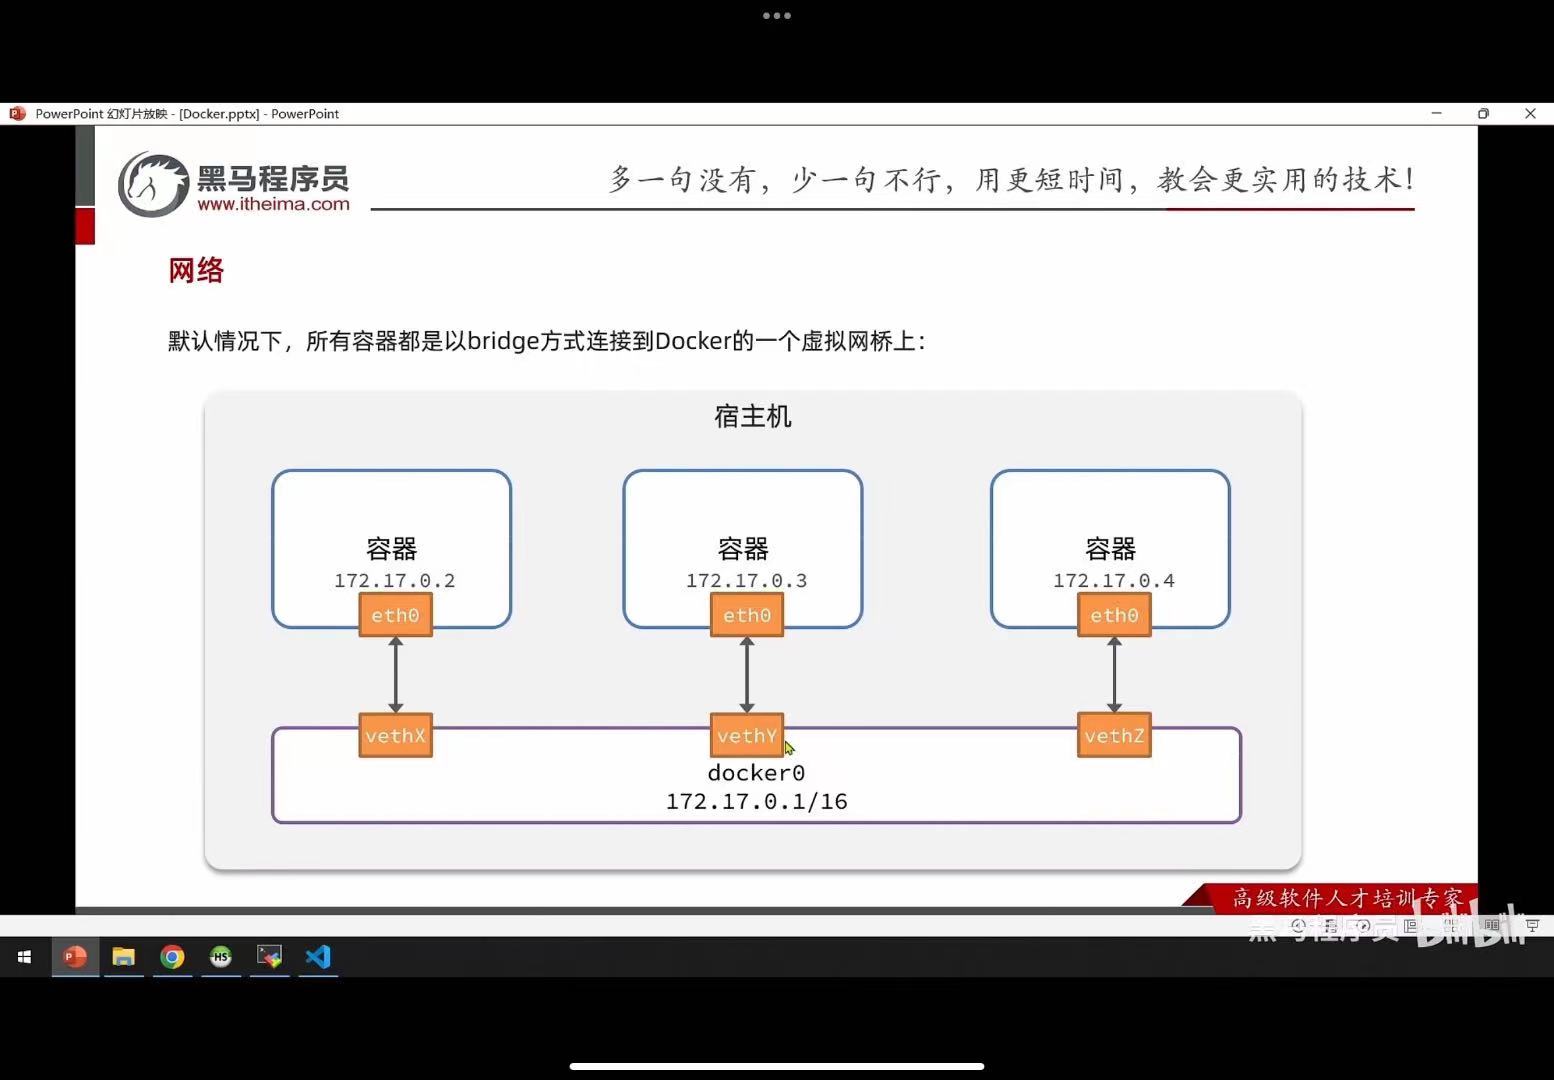 PowerPoint 幻灯片放映 - [Docker.pptx] - PowerPoint
黑马程序员
www.itheima.com
多一句没有，少一句不行，用更短时间，教会更实用的技术！
网络
默认情况下，所有容器都是以bridge方式连接到Docker的一个虚拟网桥上：
宿主机
容器 容器 容器
172.17.0.2 172.17.0.3 172.17.0.4
eth0 eth0 eth0
vethX vethY vethZ
docker0
172.17.0.1/16
高级软件人才培训专家
黑马程序员 bilibili
HS